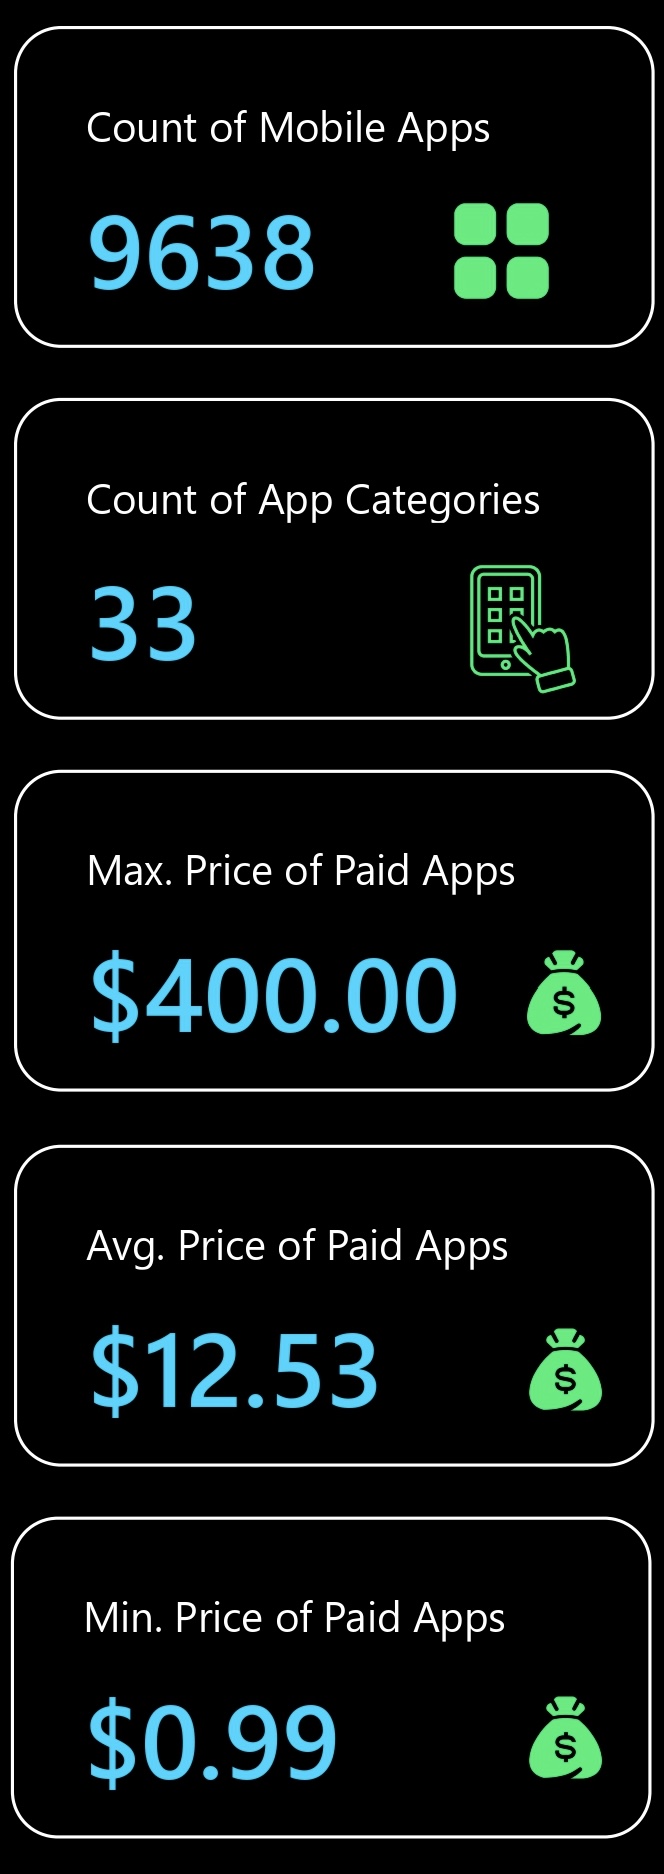 Count of Mobile Apps
9638
Count of App Categories
33
Max. Price of Paid Apps
$400.00
$
Avg. Price of Paid Apps
$12.53
$
Min. Price of Paid Apps
$0.99
$